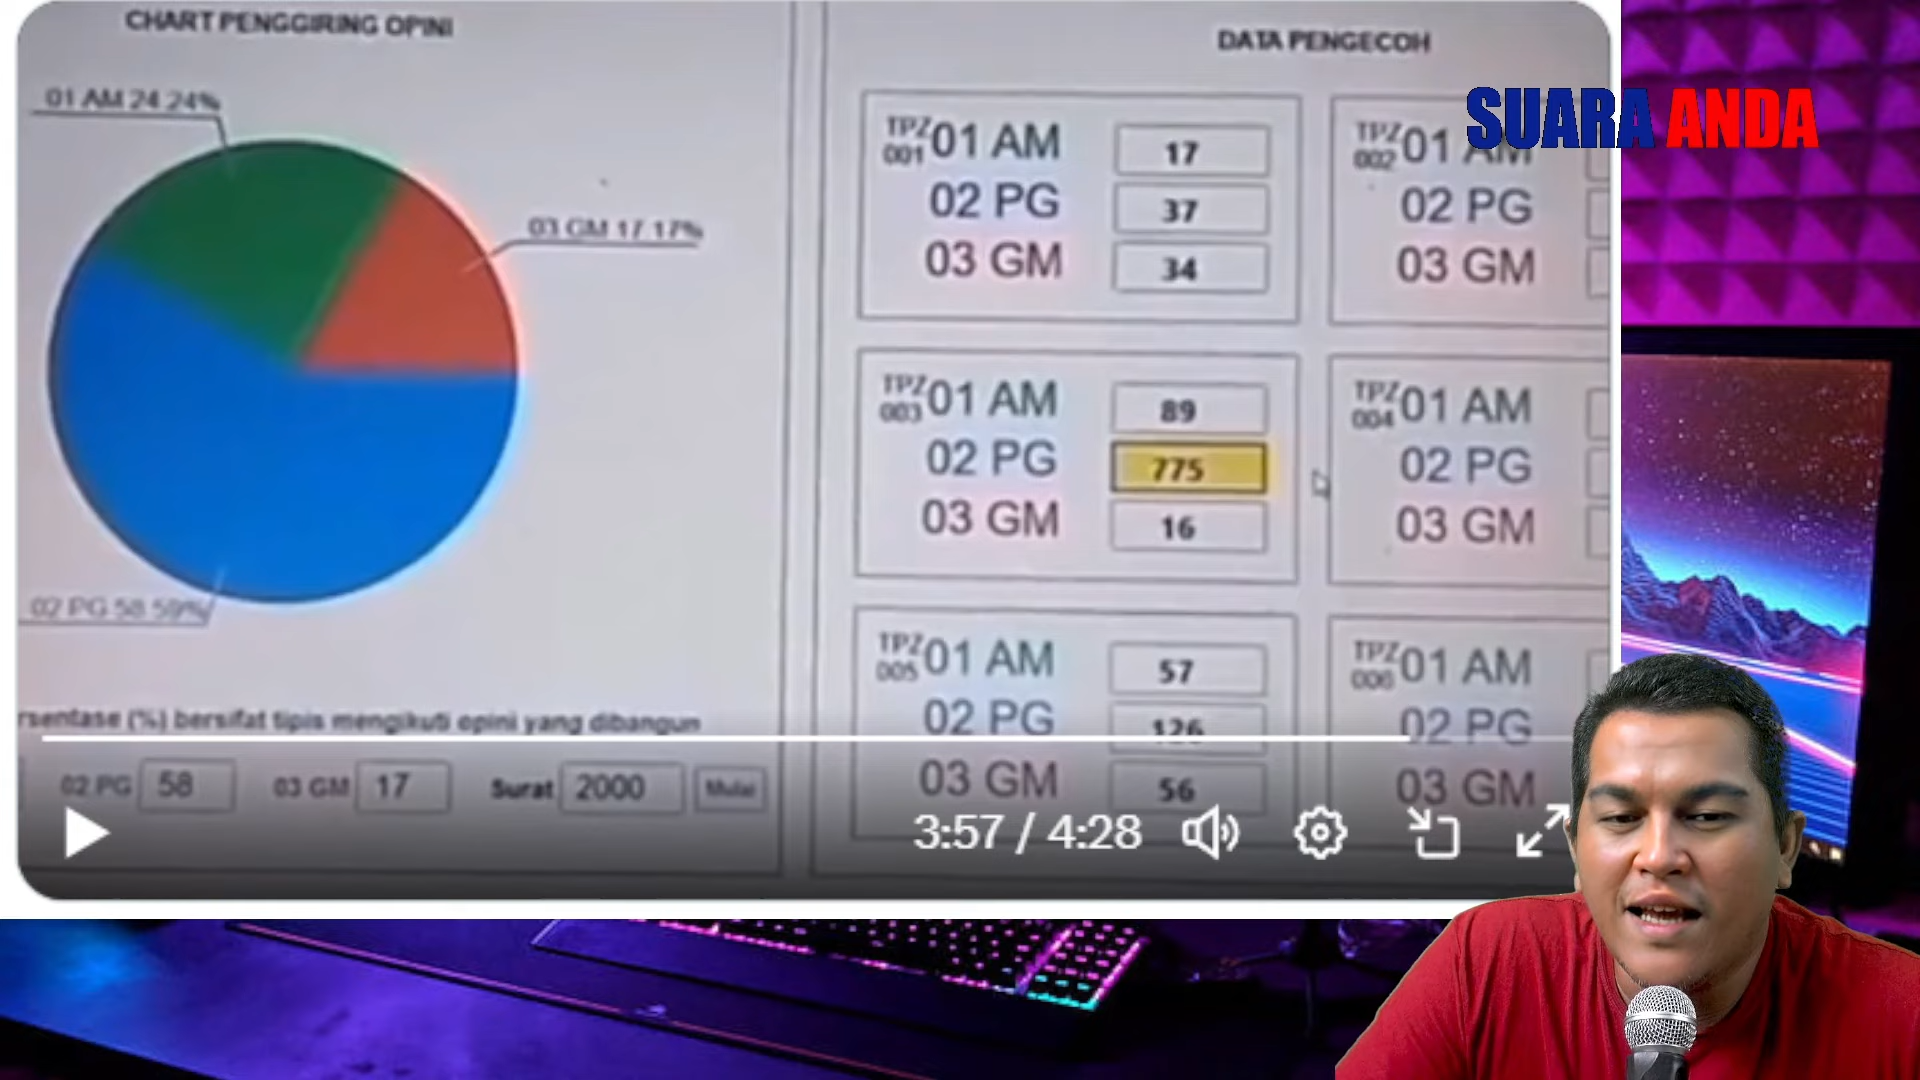 CHART PENGGIRING OPINI
01 AM 24.24%
03 GM 17.17%
02 PG 58.59%
rsentase (%) bersifat tipis mengikuti opini yang dibangun
02 PG 58 03 GM 17 Surat 2000 Mulai
DATA PENGECOH
SUARA ANDA
TPZ 001 01 AM 17
02 PG 37
03 GM 34
TPZ 002 01 AM
02 PG
03 GM
TPZ 003 01 AM 89
02 PG 775
03 GM 16
TPZ 004 01 AM
02 PG
03 GM
TPZ 005 01 AM 57
02 PG 126
03 GM 56
TPZ 006 01 AM
02 PG
03 GM
3:57 / 4:28